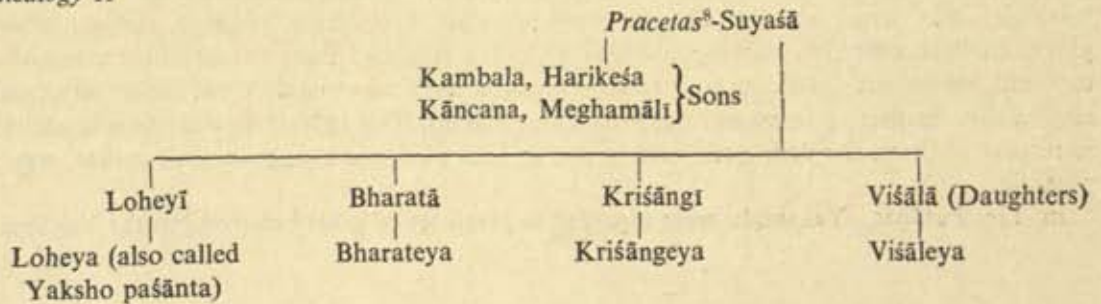 Pracetas⁸-Suyaśā
Kambala, Harikeśa
Kāncana, Meghamālī } Sons
Loheyī Bharatā Kriśāngī Viśālā (Daughters)
Loheya (also called Bharateya Kriśāngeya Viśāleya
Yaksho paśānta)